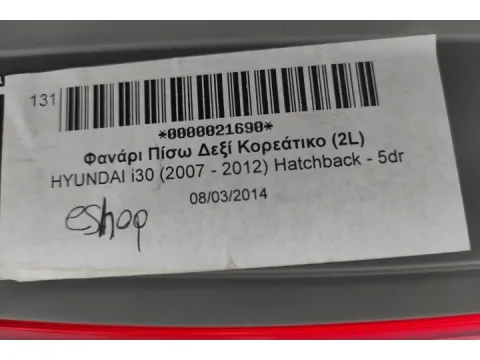 131
*0000021690*
Φανάρι Πίσω Δεξί Κορεάτικο (2L)
HYUNDAI i30 (2007 - 2012) Hatchback - 5dr
08/03/2014
eshop